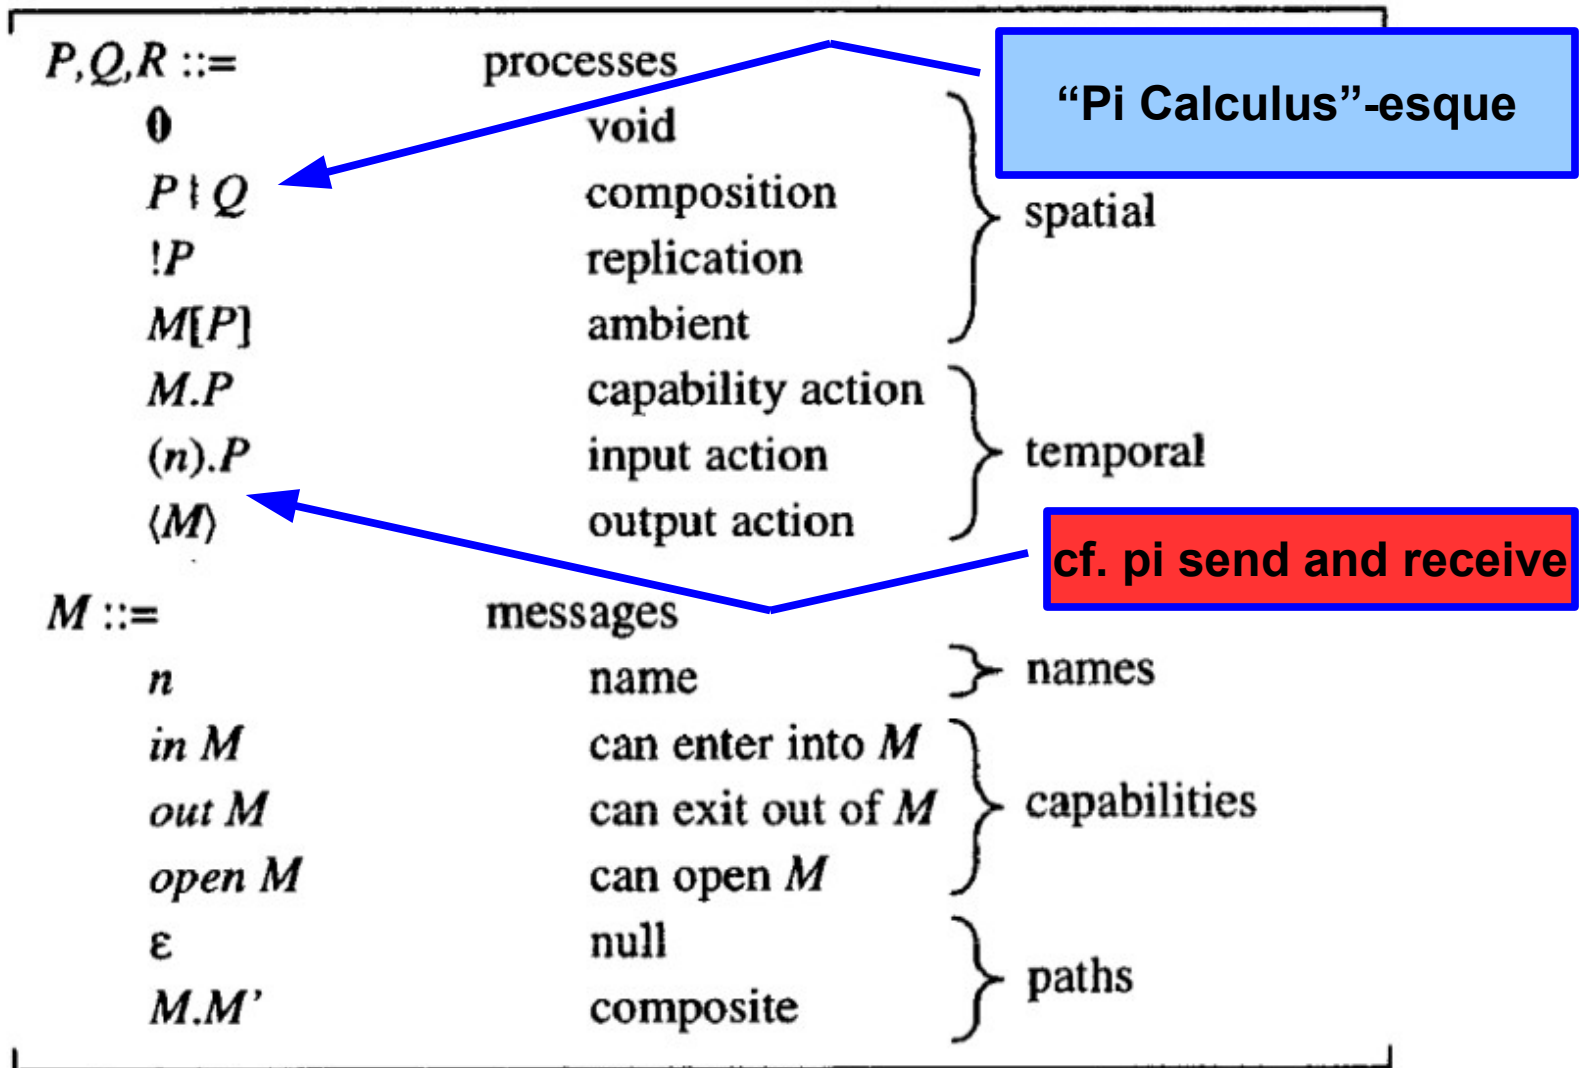 P,Q,R ::= processes
0 void
P | Q composition
!P replication
M[P] ambient
spatial
M.P capability action
(n).P input action
⟨M⟩ output action
temporal
M ::= messages
n name
names
in M can enter into M
out M can exit out of M
open M can open M
capabilities
ε null
M.M’ composite
paths
“Pi Calculus”-esque
cf. pi send and receive